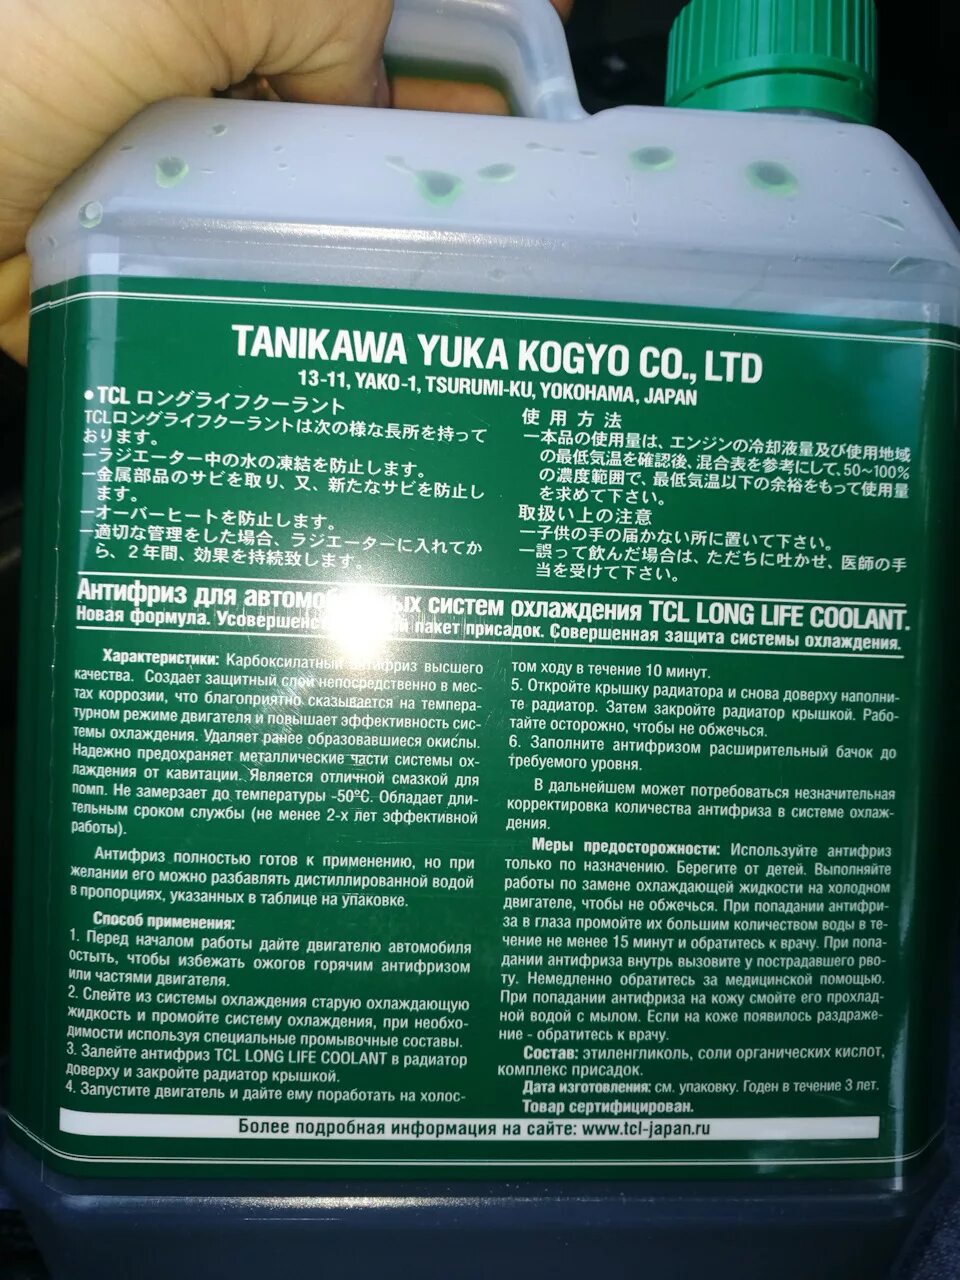 TANIKAWA YUKA KOGYO CO., LTD
13-11, YAKO-1, TSURUMI-KU, YOKOHAMA, JAPAN
● TCL ロングライフクーラント
TCLロングライフクーラントは次の様な長所を持って
おります。
ーラジエーター中の水の凍結を防止します。
ー金属部品のサビを取り、又、新たなサビを防止し
ます。
ーオーバーヒートを防止します。
ー適切な管理をした場合、ラジエーターに入れてか
ら、2年間、効果を持続致します。
使用方法
ー本品の使用量は、エンジンの冷却液量及び使用地域
の最低気温を確認後、混合表を参考にして、50~100%
の濃度範囲で、最低気温以下の余裕をもって使用量
を求めて下さい。
取扱い上の注意
ー子供の手の届かない所に置いて下さい。
ー誤って飲んだ場合は、ただちに吐かせ、医師の手
当を受けて下さい。
Антифриз для систем охлаждения TCL LONG LIFE COOLANT.
Новая формула. пакет присадок. Совершенная защита системы охлаждения.
Характеристики: Карбоксилатный антифриз высшего
качества. Создает защитный слой непосредственно в мес-
тах коррозии, что благоприятно сказывается на темпера-
турном режиме двигателя и повышает эффективность сис-
темы охлаждения. Удаляет ранее образовавшиеся окислы.
Надежно предохраняет металлические части системы ох-
лаждения от кавитации. Является отличной смазкой для
помп. Не замерзает до температуры -50°С. Обладает дли-
тельным сроком службы (не менее 2-х лет эффективной
работы).
Антифриз полностью готов к применению, но при
желании его можно разбавлять дистиллированной водой
в пропорциях, указанных в таблице на упаковке.
Способ применения:
1. Перед началом работы дайте двигателю автомобиля
остыть, чтобы избежать ожогов горячим антифризом
или частями двигателя.
2. Слейте из системы охлаждения старую охлаждающую
жидкость и промойте систему охлаждения, при необхо-
димости используя специальные промывочные составы.
3. Залейте антифриз TCL LONG LIFE COOLANT в радиатор
доверху и закройте радиатор крышкой.
4. Запустите двигатель и дайте ему поработать на холос-
том ходу в течение 10 минут.
5. Откройте крышку радиатора и снова доверху наполни-
те радиатор. Затем закройте радиатор крышкой. Рабо-
тайте осторожно, чтобы не обжечься.
6. Заполните антифризом расширительный бачок до
требуемого уровня.
В дальнейшем может потребоваться незначительная
корректировка количества антифриза в системе охлаж-
дения.
Меры предосторожности: Используйте антифриз
только по назначению. Берегите от детей. Выполняйте
работы по замене охлаждающей жидкости на холодном
двигателе, чтобы не обжечься. При попадании антифри-
за в глаза промойте их большим количеством воды в те-
чение не менее 15 минут и обратитесь к врачу. При попа-
дании антифриза внутрь вызовите у пострадавшего рво-
ту. Немедленно обратитесь за медицинской помощью.
При попадании антифриза на кожу смойте его прохлад-
ной водой с мылом. Если на коже появилось раздраже-
ние - обратитесь к врачу.
Состав: этиленгликоль, соли органических кислот,
комплекс присадок.
Дата изготовления: см. упаковку. Годен в течение 3 лет.
Товар сертифицирован.
Более подробная информация на сайте: www.tcl-japan.ru